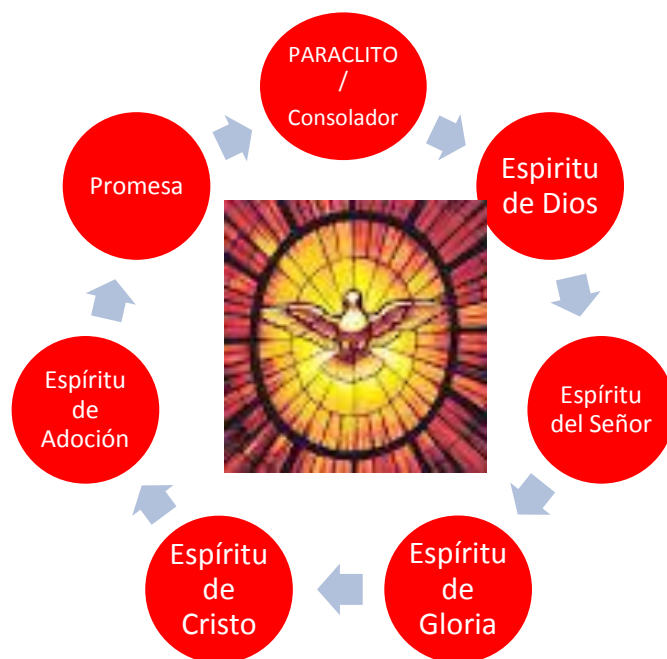 PARACLITO
/
Consolador
Espiritu
de Dios
Espíritu
del Señor
Espíritu
de
Gloria
Espíritu
de
Cristo
Espíritu
de
Adoción
Promesa